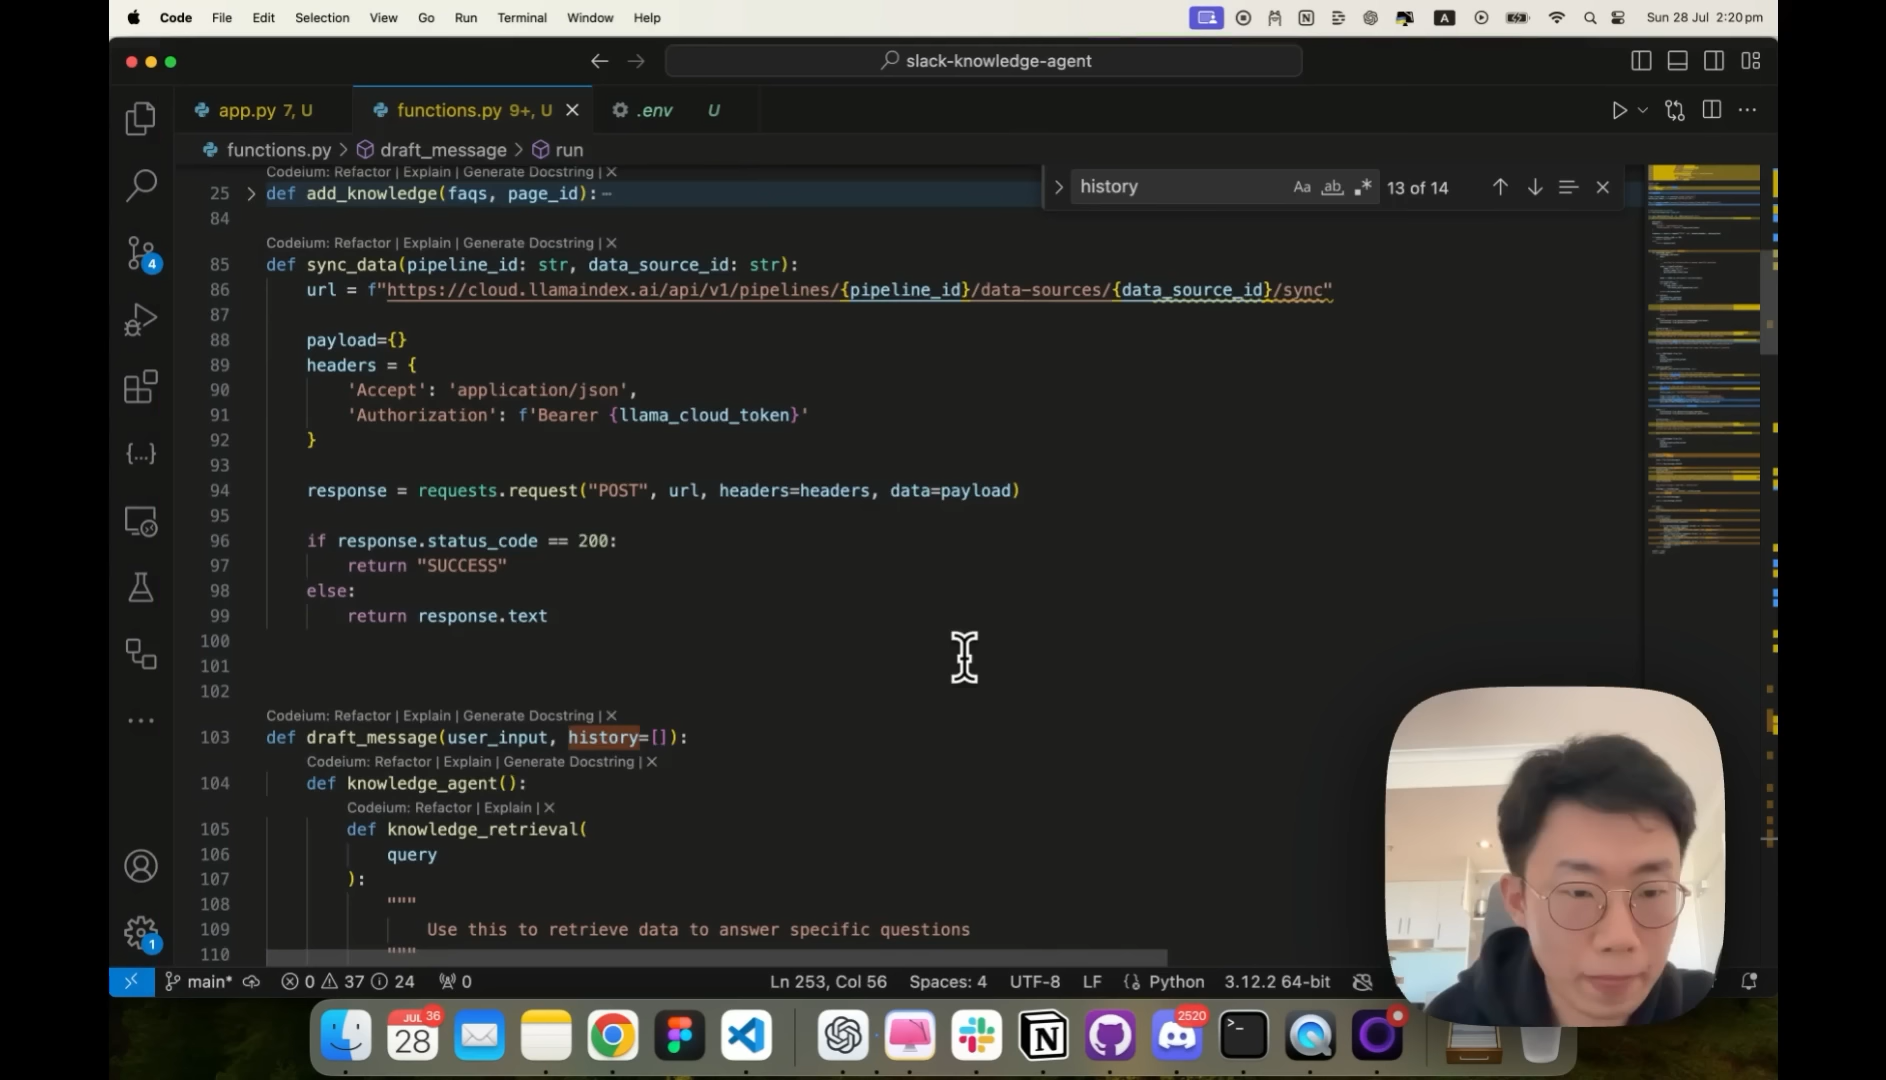 Code File Edit Selection View Go Run Terminal Window Help A Sun 28 Jul 2:20 pm
slack-knowledge-agent
app.py 7, U functions.py 9+, U .env U
functions.py > draft_message > run
Codeium: Refactor | Explain | Generate Docstring | X
history Aa ab 13 of 14
25 def add_knowledge(faqs, page_id):
84
Codeium: Refactor | Explain | Generate Docstring | X
85 def sync_data(pipeline_id: str, data_source_id: str):
86 url = f"https://cloud.llamaindex.ai/api/v1/pipelines/{pipeline_id}/data-sources/{data_source_id}/sync"
87
88 payload={}
89 headers = {
90 'Accept': 'application/json',
91 'Authorization': f'Bearer {llama_cloud_token}'
92 }
93
94 response = requests.request("POST", url, headers=headers, data=payload)
95
96 if response.status_code == 200:
97 return "SUCCESS"
98 else:
99 return response.text
100
101
102
Codeium: Refactor | Explain | Generate Docstring | X
103 def draft_message(user_input, history=[]):
Codeium: Refactor | Explain | Generate Docstring | X
104 def knowledge_agent():
Codeium: Refactor | Explain | X
105 def knowledge_retrieval(
106 query
107 ):
108 """
109 Use this to retrieve data to answer specific questions
110 """
4
1
main* 0 37 24 0 Ln 253, Col 56 Spaces: 4 UTF-8 LF Python 3.12.2 64-bit
JUL 28 36 2520